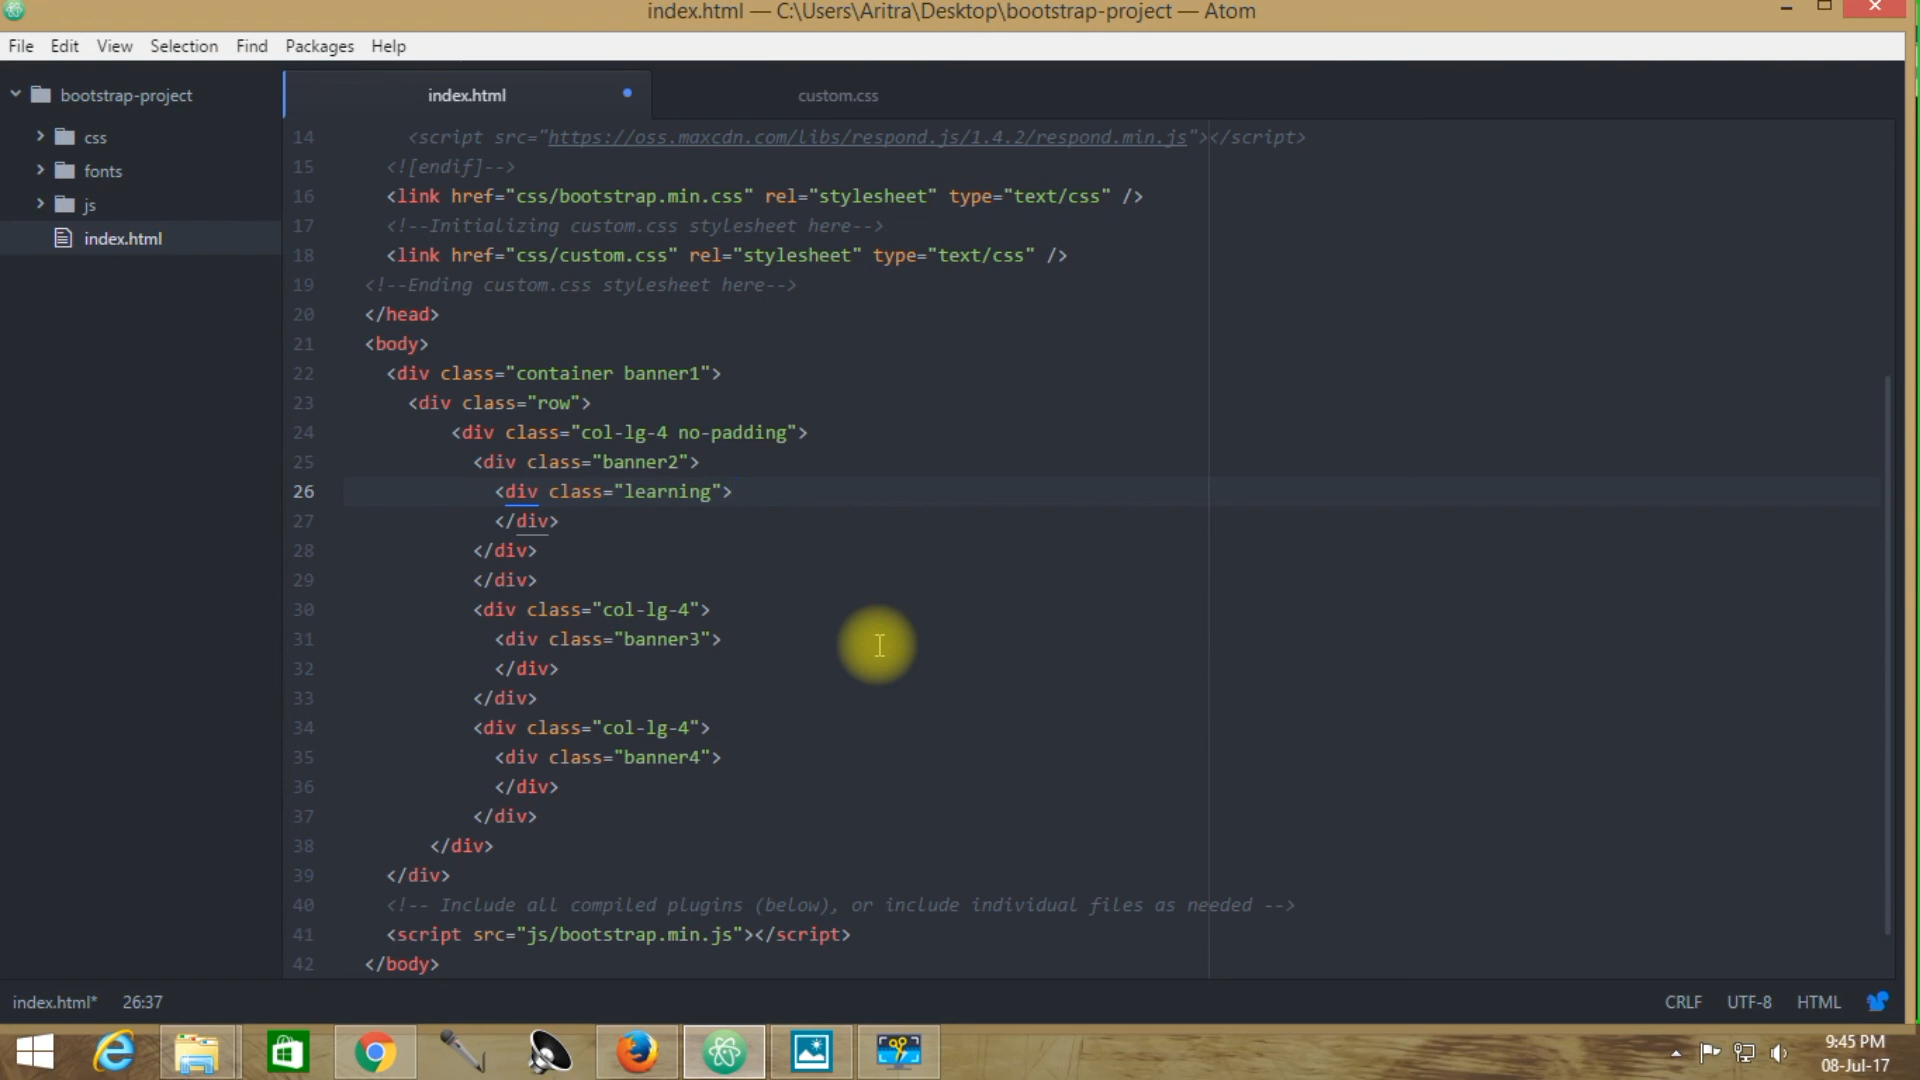 index.html — C:\Users\Aritra\Desktop\bootstrap-project — Atom
File Edit View Selection Find Packages Help
bootstrap-project
css
fonts
js
index.html
index.html custom.css
14 <script src="https://oss.maxcdn.com/libs/respond.js/1.4.2/respond.min.js"></script>
15 <![endif]-->
16 <link href="css/bootstrap.min.css" rel="stylesheet" type="text/css" />
17 <!--Initializing custom.css stylesheet here-->
18 <link href="css/custom.css" rel="stylesheet" type="text/css" />
19 <!--Ending custom.css stylesheet here-->
20 </head>
21 <body>
22 <div class="container banner1">
23 <div class="row">
24 <div class="col-lg-4 no-padding">
25 <div class="banner2">
26 <div class="learning">
27 </div>
28 </div>
29 </div>
30 <div class="col-lg-4">
31 <div class="banner3">
32 </div>
33 </div>
34 <div class="col-lg-4">
35 <div class="banner4">
36 </div>
37 </div>
38 </div>
39 </div>
40 <!-- Include all compiled plugins (below), or include individual files as needed -->
41 <script src="js/bootstrap.min.js"></script>
42 </body>
index.html* 26:37 CRLF UTF-8 HTML
9:45 PM
08-Jul-17